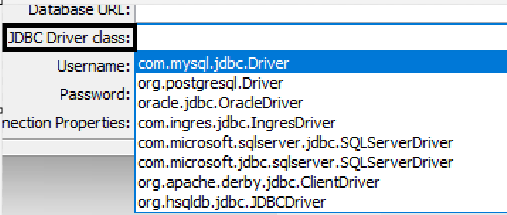 Database URL:
JDBC Driver class:
Username:
com.mysql.jdbc.Driver
org.postgresql.Driver
Password:
oracle.jdbc.OracleDriver
nection Properties:
com.ingres.jdbc.IngresDriver
com.microsoft.sqlserver.jdbc.SQLServerDriver
com.microsoft.jdbc.sqlserver.SQLServerDriver
org.apache.derby.jdbc.ClientDriver
org.hsqldb.jdbc.JDBCDriver